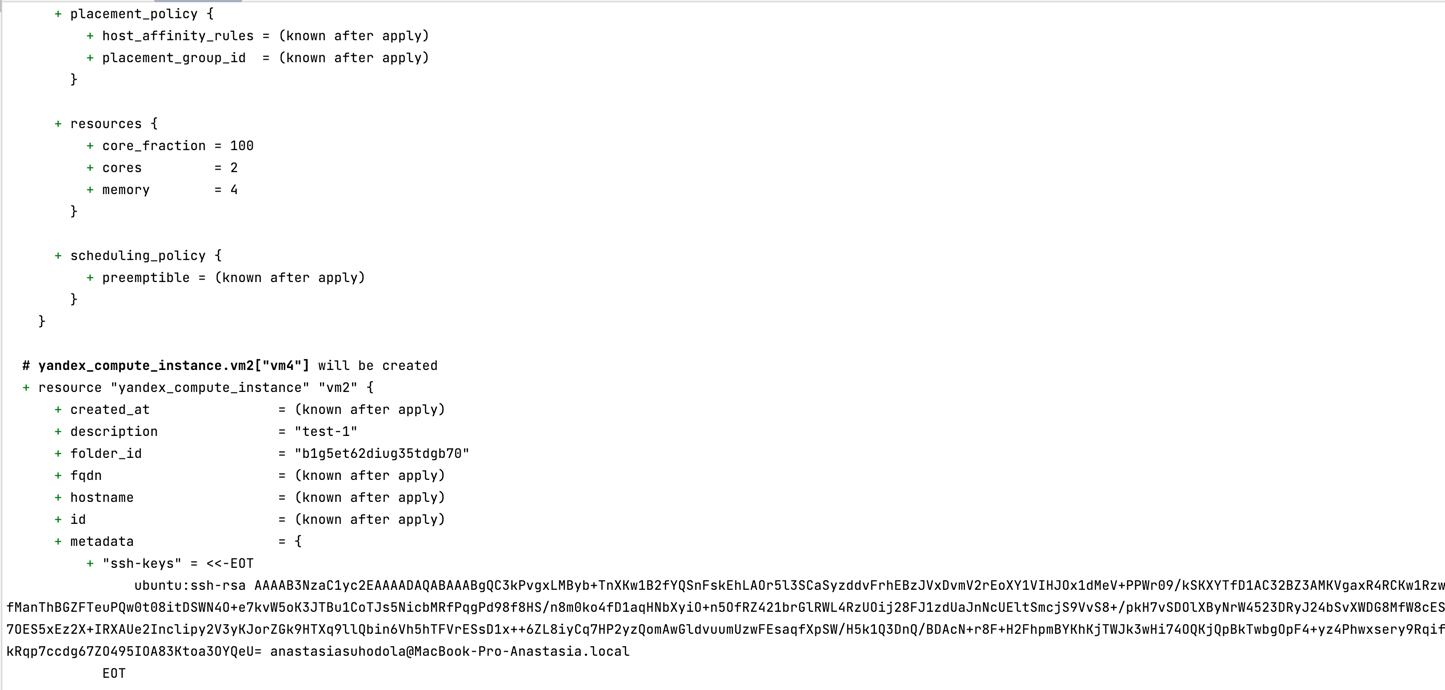 + placement_policy {
+ host_affinity_rules = (known after apply)
+ placement_group_id  = (known after apply)
}
+ resources {
+ core_fraction = 100
+ cores         = 2
+ memory        = 4
}
+ scheduling_policy {
+ preemptible = (known after apply)
}
}
# yandex_compute_instance.vm2["vm4"] will be created
+ resource "yandex_compute_instance" "vm2" {
+ created_at                = (known after apply)
+ description               = "test-1"
+ folder_id                 = "b1g5et62diug35tdgb70"
+ fqdn                      = (known after apply)
+ hostname                  = (known after apply)
+ id                        = (known after apply)
+ metadata                  = {
+ "ssh-keys" = <<-EOT
ubuntu:ssh-rsa AAAAB3NzaC1yc2EAAAADAQABAAABgQC3kPvgxLMByb+TnXKw1B2fYQSnFskEhLAOr5l3SCaSyzddvFrhEBzJVxDvmV2rEoXY1VIHJOx1dMeV+PPWr09/kSKXYTfD1AC32BZ3AMKVgaxR4RCKw1Rzw
fManThBGZFTeuPQw0t08itDSWN4O+e7kvW5oK3JTBu1CoTJs5NicbMRfPqgPd98f8HS/n8m0ko4fD1aqHNbXyiO+n5OfRZ421brGlRWL4RzUOij28FJ1zdUaJnNcUEltSmcjS9VvS8+/pkH7vSDOlXByNrW4523DRyJ24bSvXWDG8MfW8cES
7OES5xEz2X+IRXAUe2Inclipy2V3yKJorZGk9HTXq9llQbin6Vh5hTFVrESsD1x++6ZL8iyCq7HP2yzQomAwGldvuumUzwFEsaqfXpSW/H5k1Q3DnQ/BDAcN+r8F+H2FhpmBYKhKjTWJk3wHi74OQKjQpBkTwbgOpF4+yz4Phwxsery9Rqif
kRqp7ccdg67ZO495IOA83Ktoa3OYQeU= anastasiasuhodola@MacBook-Pro-Anastasia.local
EOT